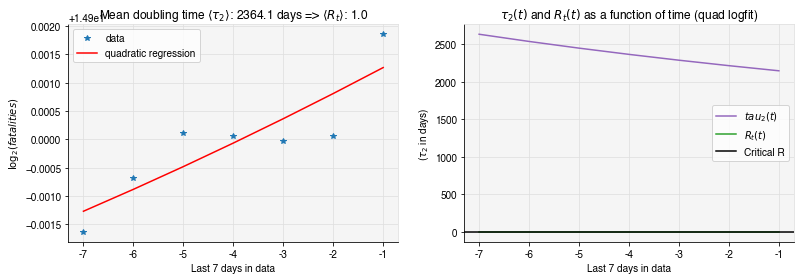 Mean doubling time ⟨τ₂⟩: 2364.1 days => ⟨Rₜ⟩: 1.0
+1.49e1
0.0020
0.0015
0.0010
0.0005
0.0000
−0.0005
−0.0010
−0.0015
log₂(fatalities)
data
quadratic regression
-7 -6 -5 -4 -3 -2 -1
Last 7 days in data
τ₂(t) and Rₜ(t) as a function of time (quad logfit)
2500
2000
1500
1000
500
0
(τ₂ in days)
tau₂(t)
Rₜ(t)
Critical R
-7 -6 -5 -4 -3 -2 -1
Last 7 days in data